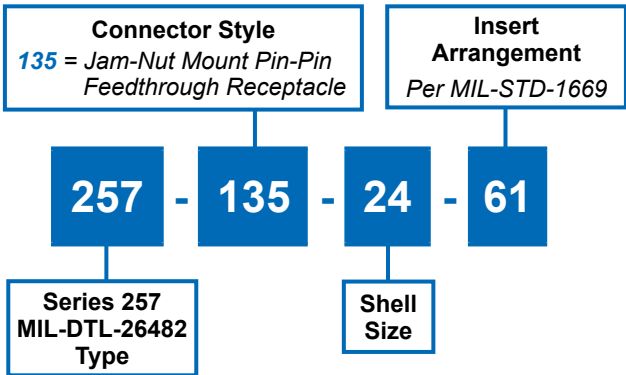 Connector Style
135 = Jam-Nut Mount Pin-Pin
Feedthrough Receptacle
Insert
Arrangement
Per MIL-STD-1669
257 - 135 - 24 - 61
Series 257
MIL-DTL-26482
Type
Shell
Size